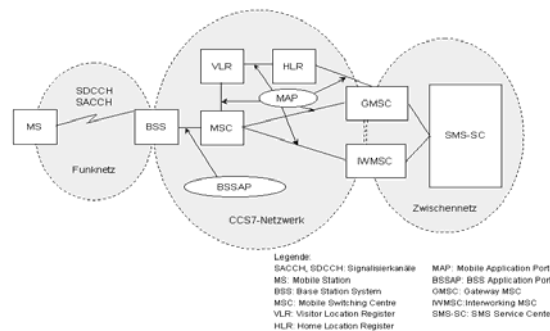 VLR
HLR
SDCCH
SACCH
MAP
GMSC
MS
BSS
MSC
SMS-SC
Funknetz
IWMSC
BSSAP
CCS7-Netzwerk
Zwischennetz
Legende:
SACCH, SDCCH: Signalisierkanäle
MS: Mobile Station
BSS: Base Station System
MSC: Mobile Switching Centre
VLR: Visitor Location Register
HLR: Home Location Register
MAP: Mobile Application Port
BSSAP: BSS Application Port
GMSC: Gateway MSC
IWMSC: Interworking MSC
SMS-SC: SMS Service Cente